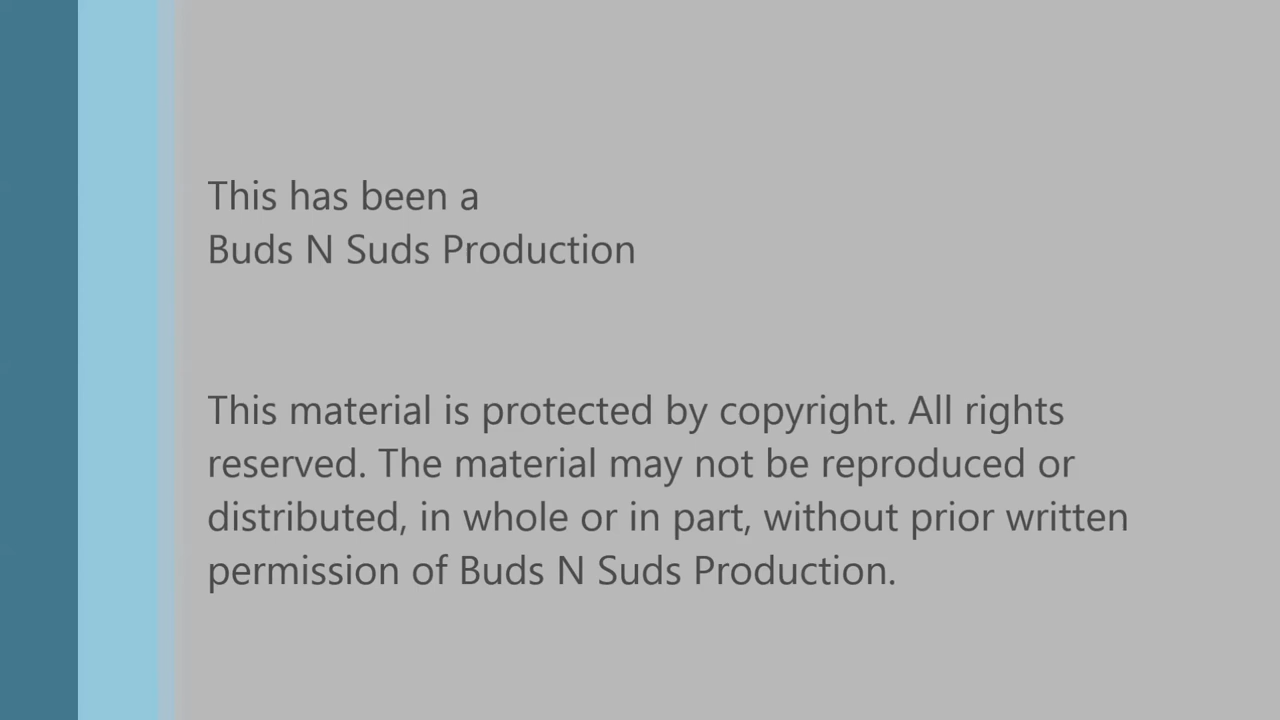 This has been a
Buds N Suds Production
This material is protected by copyright. All rights
reserved. The material may not be reproduced or
distributed, in whole or in part, without prior written
permission of Buds N Suds Production.